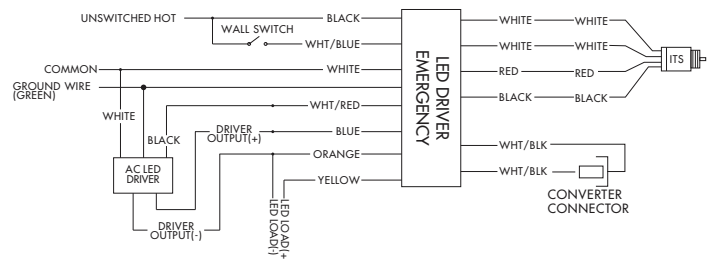 UNSWITCHED HOT
BLACK
WALL SWITCH
WHT/BLUE
COMMON
WHITE
GROUND WIRE
(GREEN)
WHT/RED
WHITE
BLACK
DRIVER
OUTPUT(+)
BLUE
ORANGE
AC LED
DRIVER
YELLOW
DRIVER
OUTPUT(-)
LED LOAD(-)
LED LOAD(+
LED DRIVER
EMERGENCY
WHITE
WHITE
WHITE
WHITE
RED
RED
BLACK
BLACK
ITS
WHT/BLK
WHT/BLK
CONVERTER
CONNECTOR